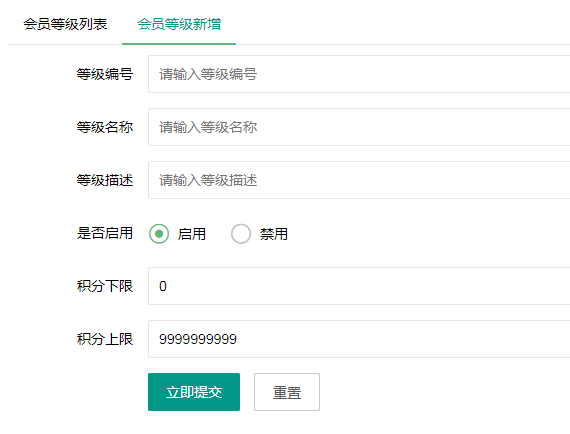 会员等级列表 会员等级新增
等级编号 请输入等级编号
等级名称 请输入等级名称
等级描述 请输入等级描述
是否启用 启用 禁用
积分下限 0
积分上限 9999999999
立即提交 重置